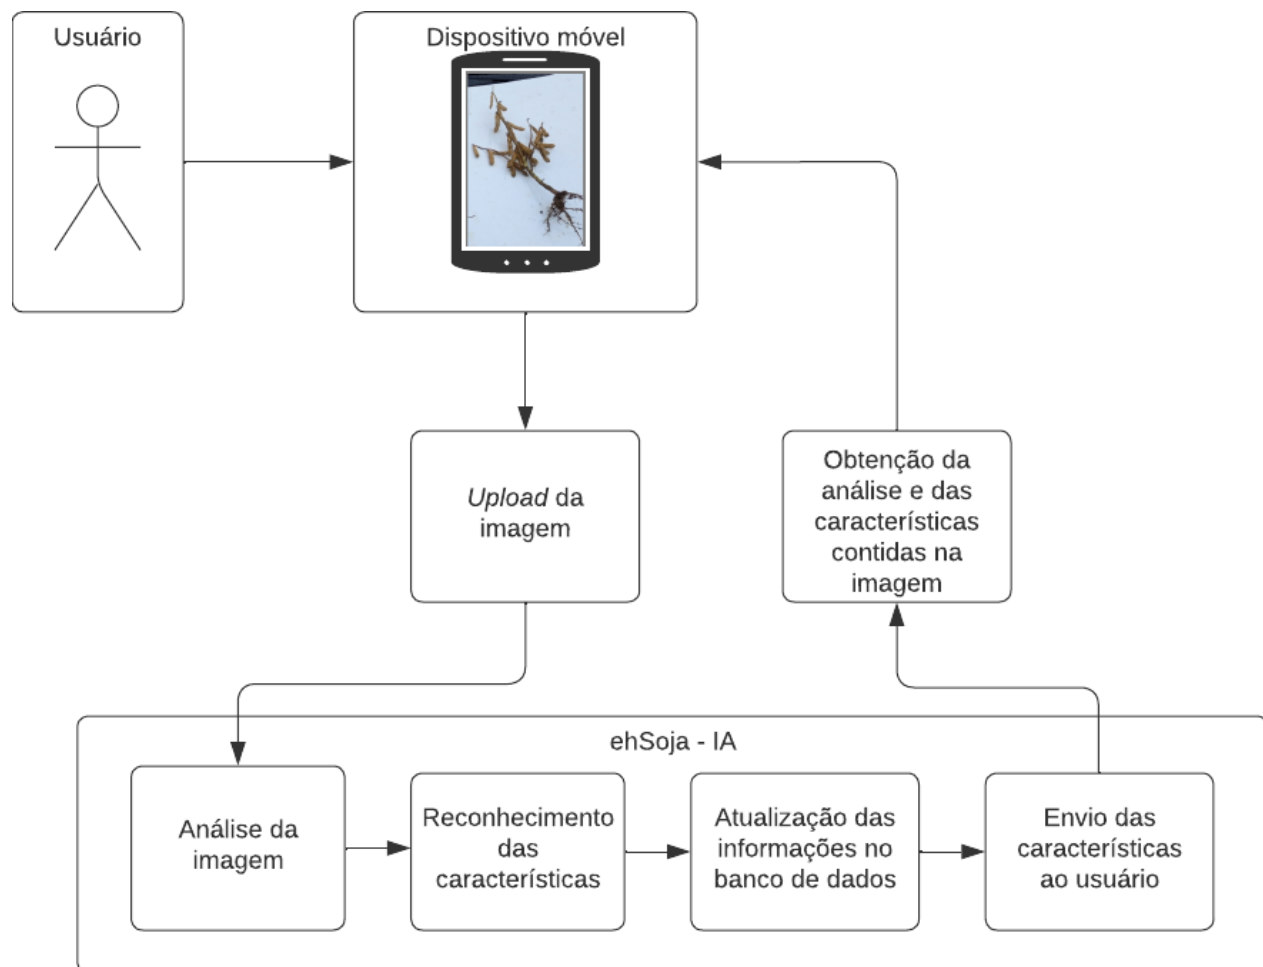 Usuário
Dispositivo móvel
Upload da
imagem
Obtenção da
análise e das
características
contidas na
imagem
ehSoja - IA
Análise da
imagem
Reconhecimento
das
características
Atualização das
informações no
banco de dados
Envio das
características
ao usuário